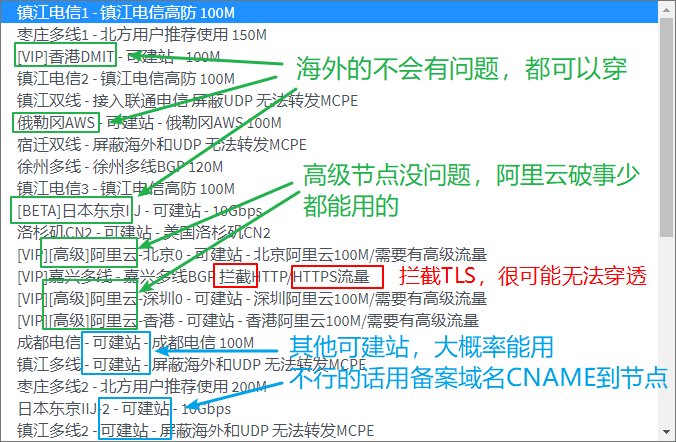 镇江电信1 - 镇江电信高防 100M
枣庄多线1 - 北方用户推荐使用 150M
[VIP]香港DMIT - 可建站 - 100M
镇江电信2 - 镇江电信高防 100M
海外的不会有问题，都可以穿
镇江双线 - 接入联通电信 屏蔽UDP 无法转发MCPE
俄勒冈AWS - 可建站 - 俄勒冈AWS 100M
宿迁双线 - 屏蔽海外和UDP 无法转发MCPE
徐州多线 - 徐州多线BGP 120M
镇江电信3 - 镇江电信高防 100M
高级节点没问题，阿里云破事少
都能用的
[BETA]日本东京IIJ - 可建站 - 10Gbps
洛杉矶CN2 - 可建站 - 美国洛杉矶CN2
[VIP][高级]阿里云-北京0 - 可建站 - 北京阿里云100M/需要有高级流量
[VIP]嘉兴多线 - 嘉兴多线BGP 拦截HTTP/HTTPS流量
拦截TLS，很可能无法穿透
[VIP][高级]阿里云-深圳0 - 可建站 - 深圳阿里云100M/需要有高级流量
[VIP][高级]阿里云-香港 - 可建站 - 香港阿里云100M/需要有高级流量
成都电信 - 可建站 - 成都电信 100M
其他可建站，大概率能用
镇江多线 - 可建站 - 屏蔽海外和UDP 无法转发MCPE
不行的话用备案域名CNAME到节点
枣庄多线2 - 北方用户推荐使用 200M
日本东京IIJ-2 - 可建站 - 10Gbps
镇江多线2 - 可建站 - 屏蔽海外和UDP 无法转发MCPE